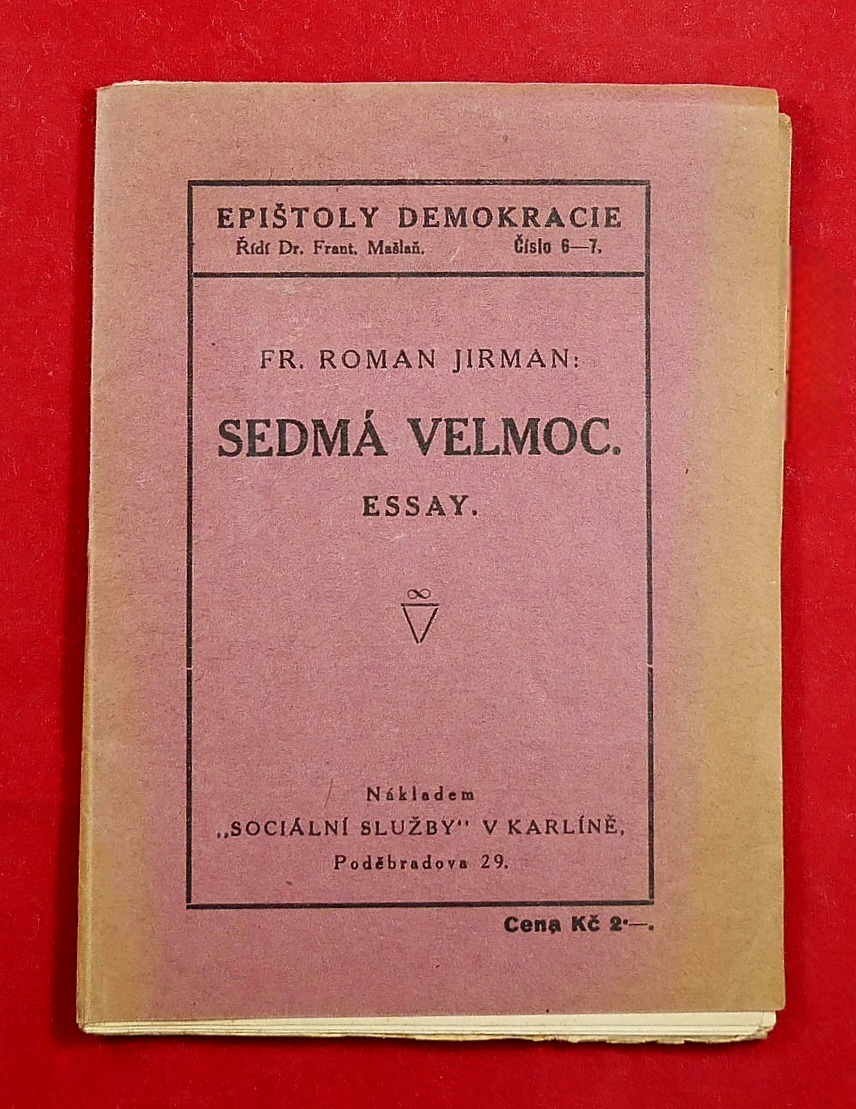 EPIŠTOLY DEMOKRACIE
Řídí Dr. Frant. Mašlaň. Číslo 6—7.
FR. ROMAN JIRMAN:
SEDMÁ VELMOC.
ESSAY.
Nákladem
„SOCIÁLNÍ SLUŽBY" V KARLÍNĚ,
Poděbradova 29.
Cena Kč 2·—.